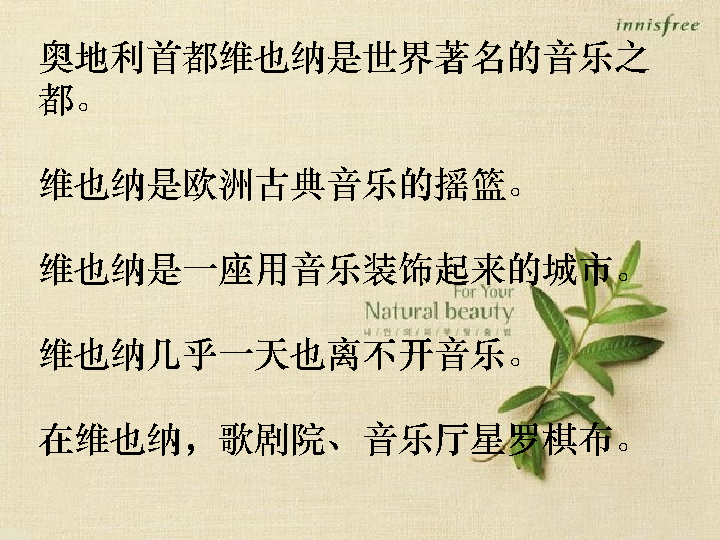 innisfree
奥地利首都维也纳是世界著名的音乐之
都。
维也纳是欧洲古典音乐的摇篮。
维也纳是一座用音乐装饰起来的城市。
For Your
Natural beauty
维也纳几乎一天也离不开音乐。
在维也纳，歌剧院、音乐厅星罗棋布。